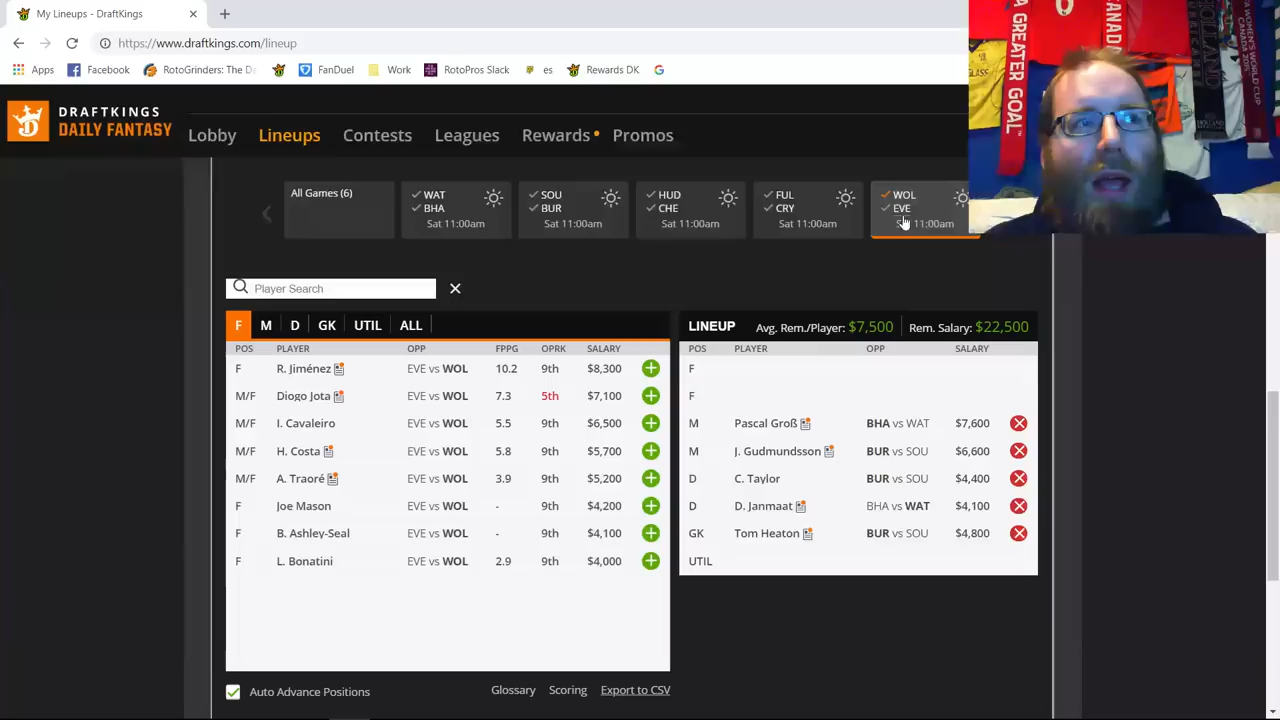 My Lineups - DraftKings
https://www.draftkings.com/lineup
Apps Facebook RotoGrinders: The D FanDuel Work RotoPros Slack es Rewards DK
DRAFTKINGS
DAILY FANTASY
Lobby Lineups Contests Leagues Rewards Promos
All Games (6)
WAT
BHA
Sat 11:00am
SOU
BUR
Sat 11:00am
HUD
CHE
Sat 11:00am
FUL
CRY
Sat 11:00am
WOL
EVE
11:00am
Player Search
F M D GK UTIL ALL
POS PLAYER OPP FPPG OPRK SALARY
F R. Jiménez EVE vs WOL 10.2 9th $8,300
M/F Diogo Jota EVE vs WOL 7.3 5th $7,100
M/F I. Cavaleiro EVE vs WOL 5.5 9th $6,500
M/F H. Costa EVE vs WOL 5.8 9th $5,700
M/F A. Traoré EVE vs WOL 3.9 9th $5,200
F Joe Mason EVE vs WOL - 9th $4,200
F B. Ashley-Seal EVE vs WOL - 9th $4,100
F L. Bonatini EVE vs WOL 2.9 9th $4,000
LINEUP Avg. Rem./Player: $7,500 Rem. Salary: $22,500
POS PLAYER OPP SALARY
F
F
M Pascal Groß BHA vs WAT $7,600
M J. Gudmundsson BUR vs SOU $6,600
D C. Taylor BUR vs SOU $4,400
D D. Janmaat BHA vs WAT $4,100
GK Tom Heaton BUR vs SOU $4,800
UTIL
Auto Advance Positions
Glossary Scoring Export to CSV
A GREATER GOAL
CANADA
HOLLAND
WOMEN'S WORLD CUP
CANADA 2015